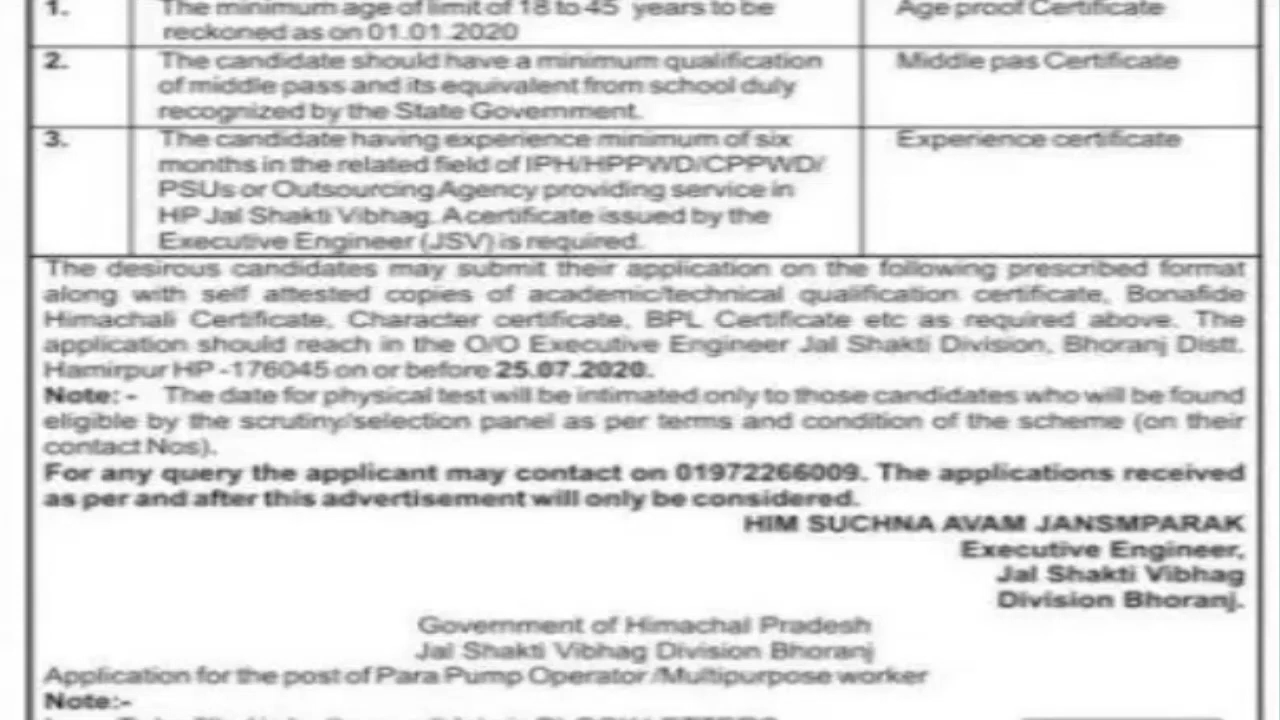 1. The minimum age of limit of 18 to 45 years to be Age proof Certificate
reckoned as on 01.01.2020
2. The candidate should have a minimum qualification Middle pas Certificate
of middle pass and its equivalent from school duly
recognized by the State Government.
3. The candidate having experience minimum of six Experience certificate
months in the related field of IPH/HPPWD/CPPWD/
PSUs or Outsourcing Agency providing service in
HP Jal Shakti Vibhag. A certificate issued by the
Executive Engineer (JSV) is required.
The desirous candidates may submit their application on the following prescribed format
along with self attested copies of academic/technical qualification certificate, Bonafide
Himachali Certificate, Character certificate, BPL Certificate etc as required above. The
application should reach in the O/O Executive Engineer Jal Shakti Division, Bhoranj Distt.
Hamirpur HP -176045 on or before 25.07.2020.
Note: - The date for physical test will be intimated only to those candidates who will be found
eligible by the scrutiny/selection panel as per terms and condition of the scheme (on their
contact Nos).
For any query the applicant may contact on 01972266009. The applications received
as per and after this advertisement will only be considered.
HIM SUCHNA AVAM JANSMPARAK
Executive Engineer,
Jal Shakti Vibhag
Division Bhoranj.
Government of Himachal Pradesh
Jal Shakti Vibhag Division Bhoranj
Application for the post of Para Pump Operator /Multipurpose worker
Note:-